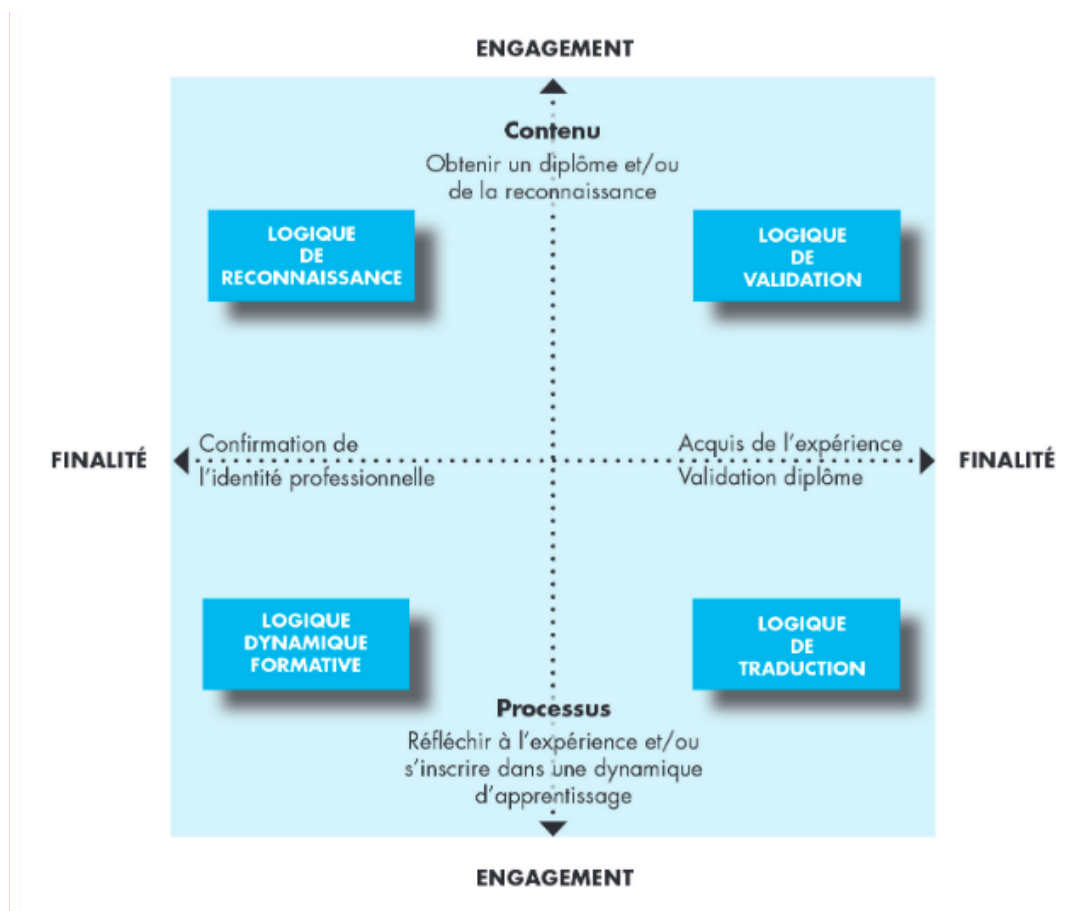 ENGAGEMENT
Contenu
Obtenir un diplôme et/ou
de la reconnaissance
LOGIQUE
DE
RECONNAISSANCE
LOGIQUE
DE
VALIDATION
FINALITÉ
Confirmation de
l'identité professionnelle
Acquis de l'expérience
Validation diplôme
FINALITÉ
LOGIQUE
DYNAMIQUE
FORMATIVE
LOGIQUE
DE
TRADUCTION
Processus
Réfléchir à l'expérience et/ou
s'inscrire dans une dynamique
d'apprentissage
ENGAGEMENT